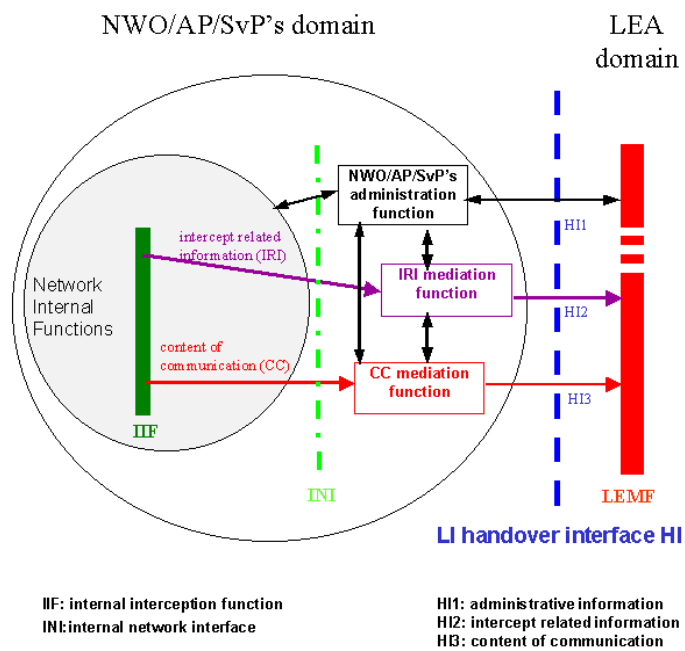 NWO/AP/SvP's domain
LEA
domain
NWO/AP/SvP's
administration
function
HI1
intercept related
information (IRI)
IRI mediation
function
Network
Internal
Functions
HI2
content of
communication (CC)
CC mediation
function
HI3
IIF
INI
LEMF
LI handover interface HI
IIF: internal interception function
INI:internal network interface
HI1: administrative information
HI2: intercept related information
HI3: content of communication